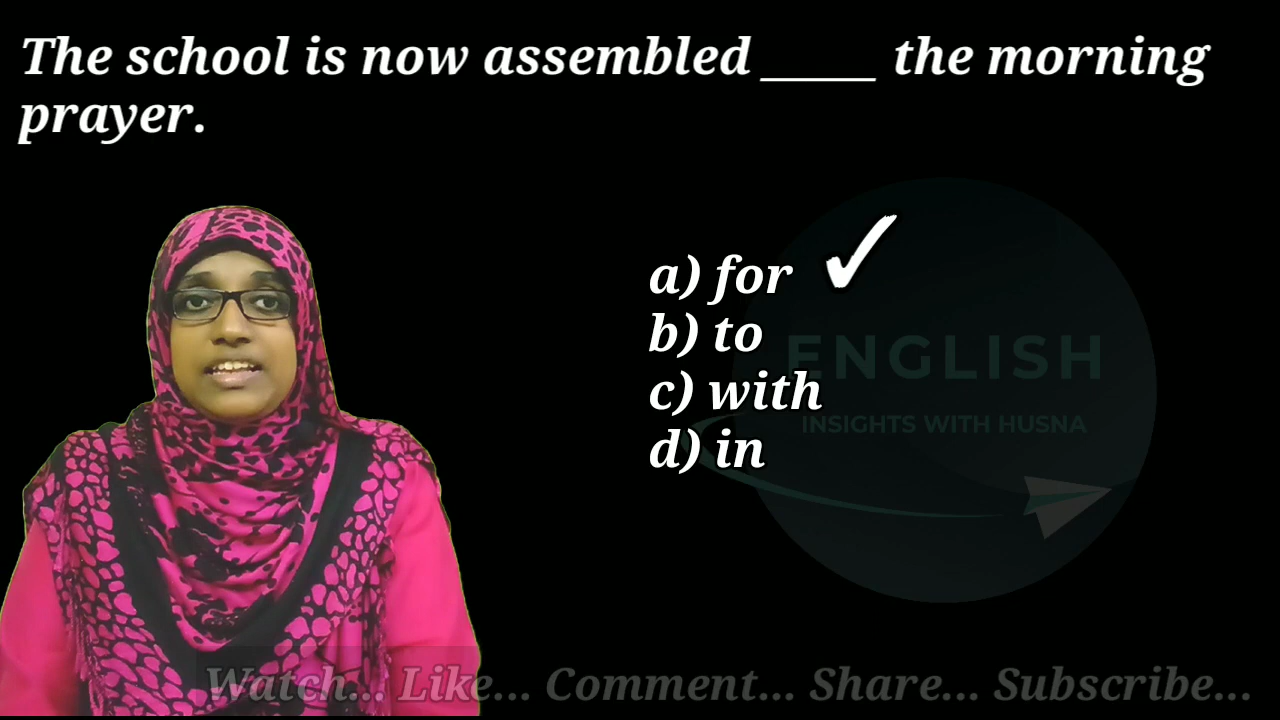 The school is now assembled _____ the morning
prayer.
a) for ✓
b) to
c) with
d) in
ENGLISH
INSIGHTS WITH HUSNA
Watch... Like... Comment... Share... Subscribe...